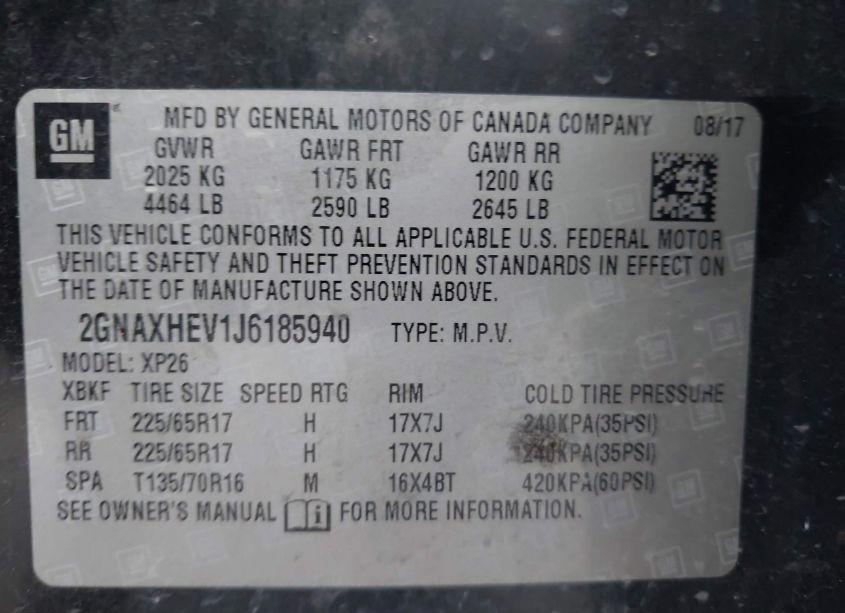 GM MFD BY GENERAL MOTORS OF CANADA COMPANY 08/17
GVWR GAWR FRT GAWR RR
2025 KG 1175 KG 1200 KG
4464 LB 2590 LB 2645 LB
THIS VEHICLE CONFORMS TO ALL APPLICABLE U.S. FEDERAL MOTOR
VEHICLE SAFETY AND THEFT PREVENTION STANDARDS IN EFFECT ON
THE DATE OF MANUFACTURE SHOWN ABOVE.
2GNAXHEV1J6185940 TYPE: M.P.V.
MODEL: XP26
XBKF TIRE SIZE SPEED RTG RIM COLD TIRE PRESSURE
FRT 225/65R17 H 17X7J 240KPA(35PSI)
RR 225/65R17 H 17X7J 240KPA(35PSI)
SPA T135/70R16 M 16X4BT 420KPA(60PSI)
SEE OWNER'S MANUAL i FOR MORE INFORMATION.